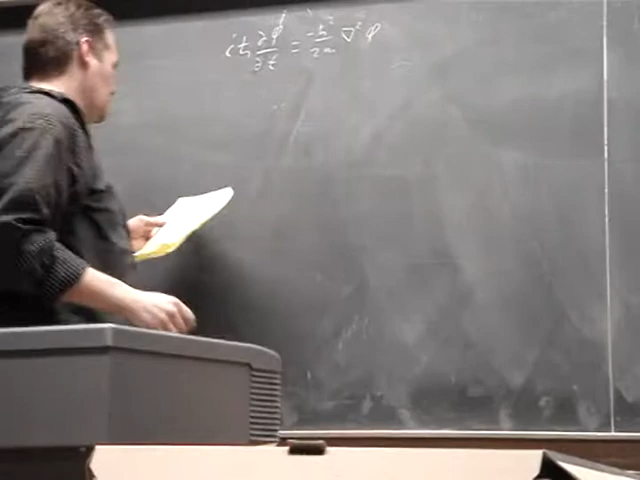 iħ ∂φ/∂t = -ħ²/2m ∇²φ